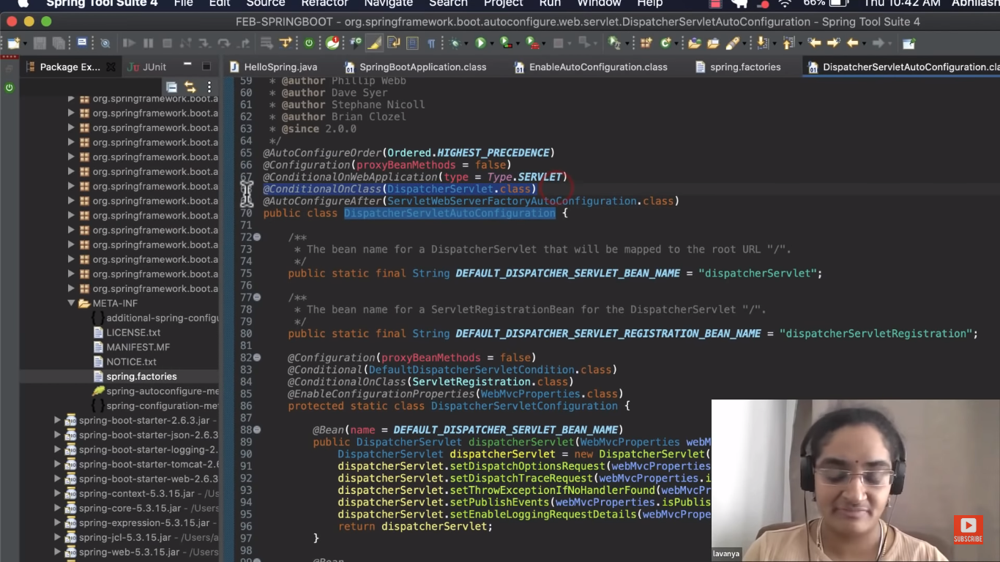 Spring Tool Suite 4 File Edit Source Refactor Navigate Search Project Run Window Help 66% Thu 10:42 AM Abhilash
FEB-SPRINGBOOT - org.springframework.boot.autoconfigure.web.servlet.DispatcherServletAutoConfiguration - Spring Tool Suite 4
Package Ex... JUnit
HelloSpring.java SpringBootApplication.class EnableAutoConfiguration.class spring.factories DispatcherServletAutoConfiguration.cla
org.springframework.boot.a
org.springframework.boot.a
org.springframework.boot.a
org.springframework.boot.a
org.springframework.boot.a
org.springframework.boot.a
org.springframework.boot.a
org.springframework.boot.a
org.springframework.boot.a
org.springframework.boot.a
org.springframework.boot.a
org.springframework.boot.a
org.springframework.boot.a
org.springframework.boot.a
META-INF
additional-spring-configu
LICENSE.txt
MANIFEST.MF
NOTICE.txt
spring.factories
spring-autoconfigure-me
spring-configuration-met
spring-boot-starter-2.6.3.jar -
spring-boot-starter-json-2.6.3
spring-boot-starter-logging-2.
spring-boot-starter-tomcat-2.6
spring-boot-starter-web-2.6.3
spring-context-5.3.15.jar - /Us
spring-core-5.3.15.jar - /Users
spring-expression-5.3.15.jar
spring-jcl-5.3.15.jar - /Users/a
spring-web-5.3.15.jar - /Users
59 * @author Phillip Webb
60 * @author Dave Syer
61 * @author Stephane Nicoll
62 * @author Brian Clozel
63 * @since 2.0.0
64 */
65 @AutoConfigureOrder(Ordered.HIGHEST_PRECEDENCE)
66 @Configuration(proxyBeanMethods = false)
67 @ConditionalOnWebApplication(type = Type.SERVLET)
@ConditionalOnClass(DispatcherServlet.class)
@AutoConfigureAfter(ServletWebServerFactoryAutoConfiguration.class)
70 public class DispatcherServletAutoConfiguration {
71
72 /**
73 * The bean name for a DispatcherServlet that will be mapped to the root URL "/".
74 */
75 public static final String DEFAULT_DISPATCHER_SERVLET_BEAN_NAME = "dispatcherServlet";
76
77 /**
78 * The bean name for a ServletRegistrationBean for the DispatcherServlet "/".
79 */
80 public static final String DEFAULT_DISPATCHER_SERVLET_REGISTRATION_BEAN_NAME = "dispatcherServletRegistration";
81
82 @Configuration(proxyBeanMethods = false)
83 @Conditional(DefaultDispatcherServletCondition.class)
84 @ConditionalOnClass(ServletRegistration.class)
85 @EnableConfigurationProperties(WebMvcProperties.class)
86 protected static class DispatcherServletConfiguration {
87
88 @Bean(name = DEFAULT_DISPATCHER_SERVLET_BEAN_NAME)
89 public DispatcherServlet dispatcherServlet(WebMvcProperties webM
90 DispatcherServlet dispatcherServlet = new DispatcherServlet(
91 dispatcherServlet.setDispatchOptionsRequest(webMvcProperties
92 dispatcherServlet.setDispatchTraceRequest(webMvcProperties.i
93 dispatcherServlet.setThrowExceptionIfNoHandlerFound(webMvcPr
94 dispatcherServlet.setPublishEvents(webMvcProperties.isPublis
95 dispatcherServlet.setEnableLoggingRequestDetails(webMvcPrope
96 return dispatcherServlet;
97 }
98
@Bean
lavanya
SUBSCRIBE